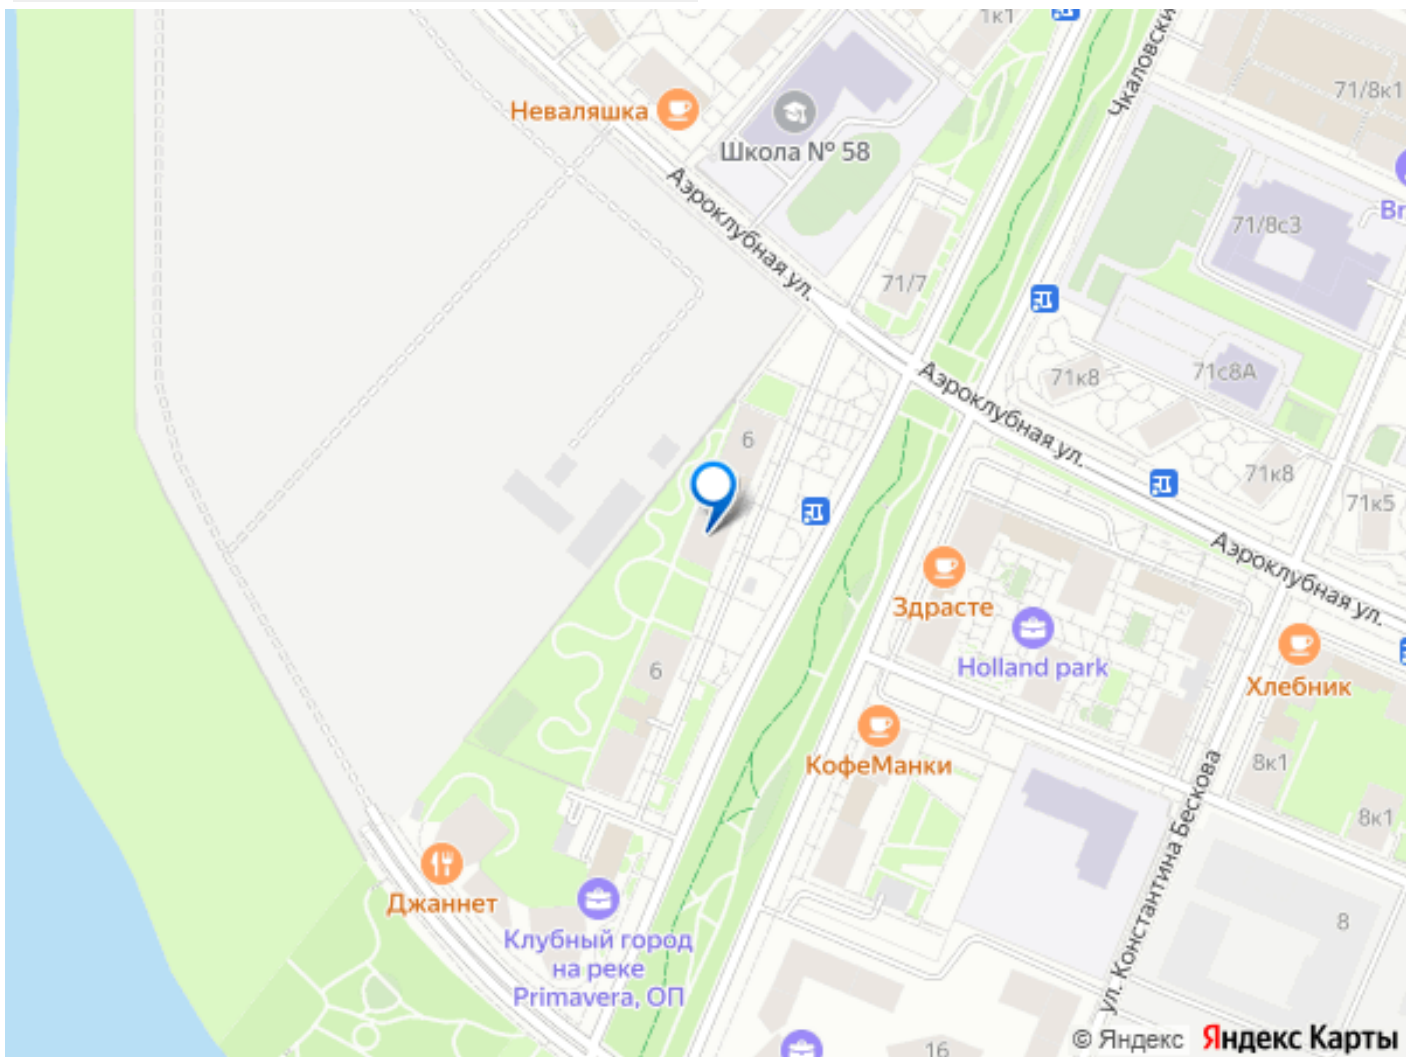 1к1
Чкаловски
71/8к1
Неваляшка
Школа № 58
Аэроклубная ул.
Br
71/8с3
71/7
Аэроклубная ул.
71к8
71с8А
6
71к8
71к5
Аэроклубная ул.
Здрасте
Holland park
6
Хлебник
КофеМанки
8к1
8к1
ул. Константина Бескова
Джаннет
8
Клубный город
на реке
Primavera, ОП
16
© Яндекс Яндекс Карты